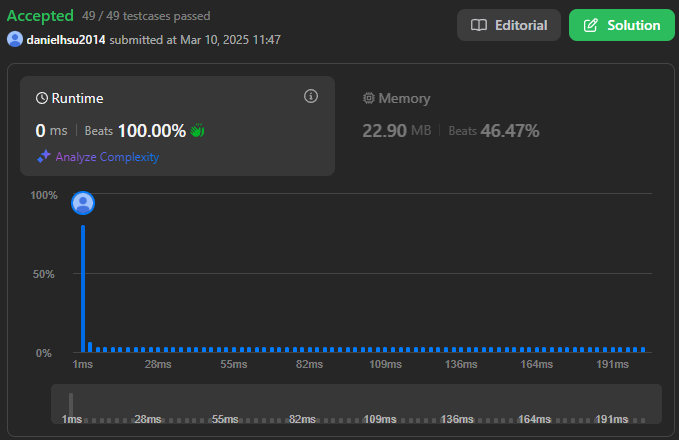 Accepted 49 / 49 testcases passed
Editorial
Solution
danielhsu2014 submitted at Mar 10, 2025 11:47
Runtime
0 ms Beats 100.00%
Analyze Complexity
Memory
22.90 MB Beats 46.47%
100%
50%
0%
1ms 28ms 55ms 82ms 109ms 136ms 164ms 191ms
1ms 28ms 55ms 82ms 109ms 136ms 164ms 191ms